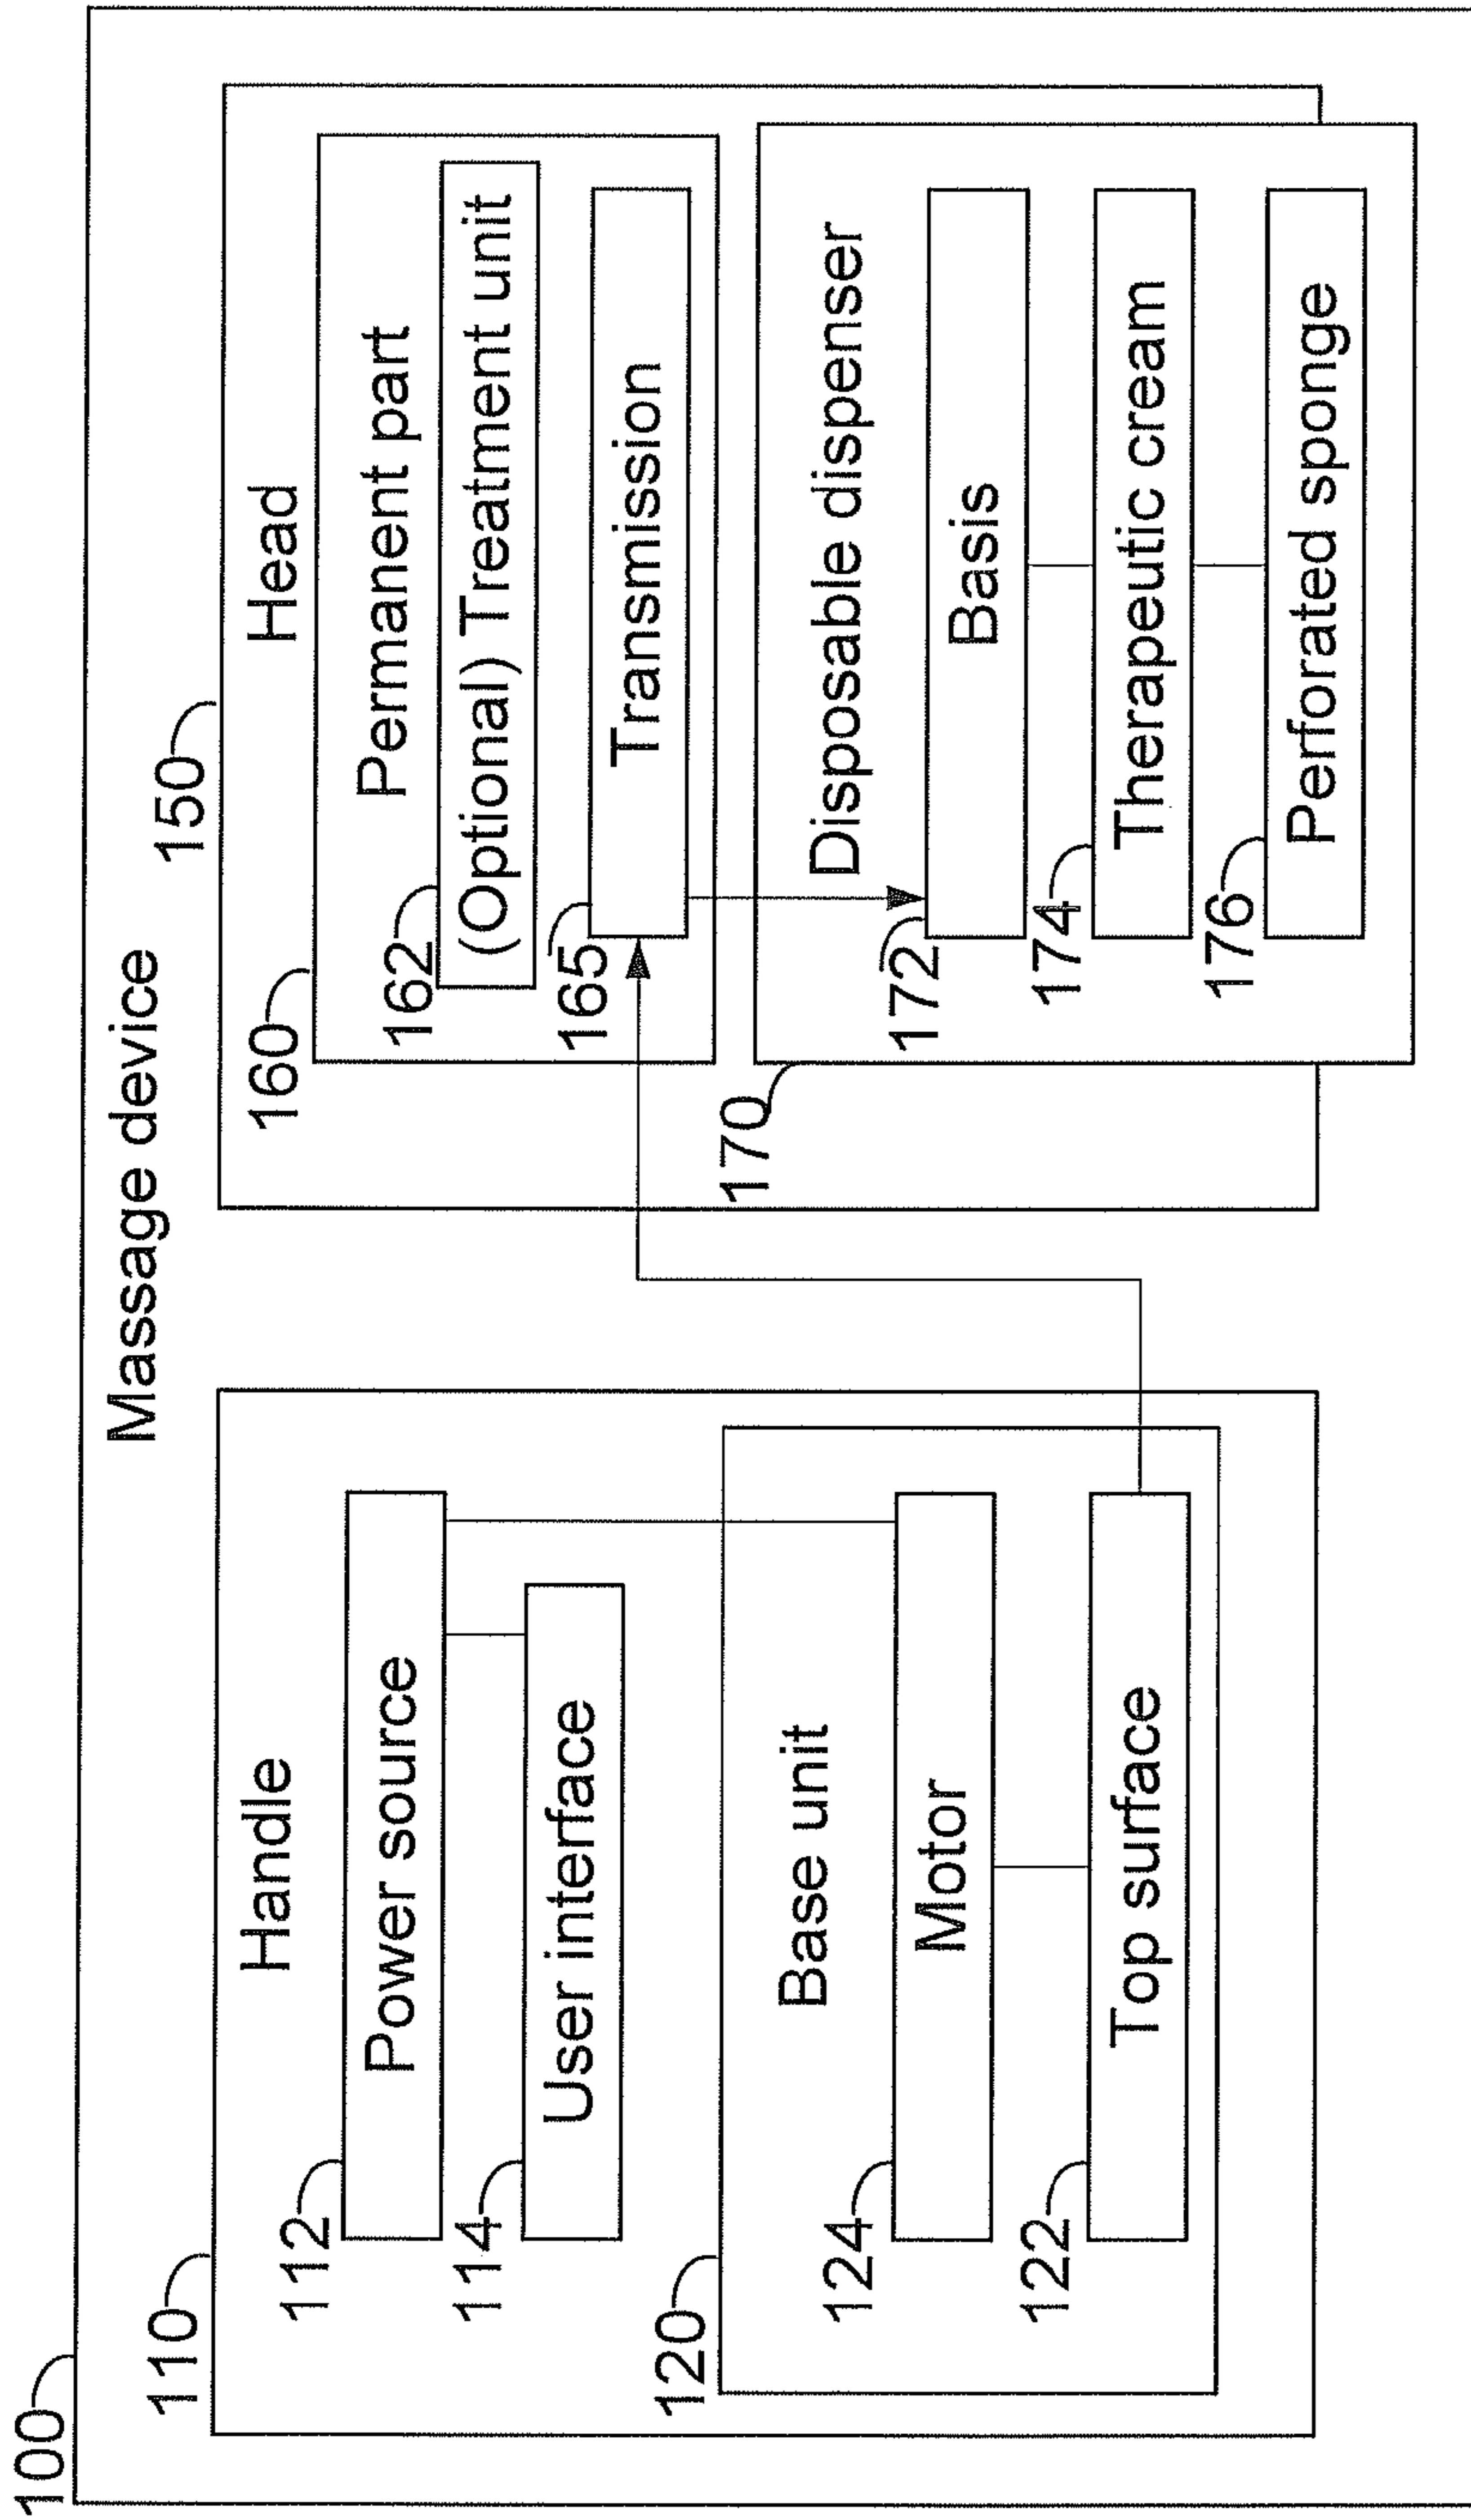 100
Massage device
110
Handle
112
Power source
114
User interface
120
Base unit
124
Motor
122
Top surface
150
Head
160
Permanent part
162
(Optional) Treatment unit
165
Transmission
170
Disposable dispenser
172
Basis
174
Therapeutic cream
176
Perforated sponge